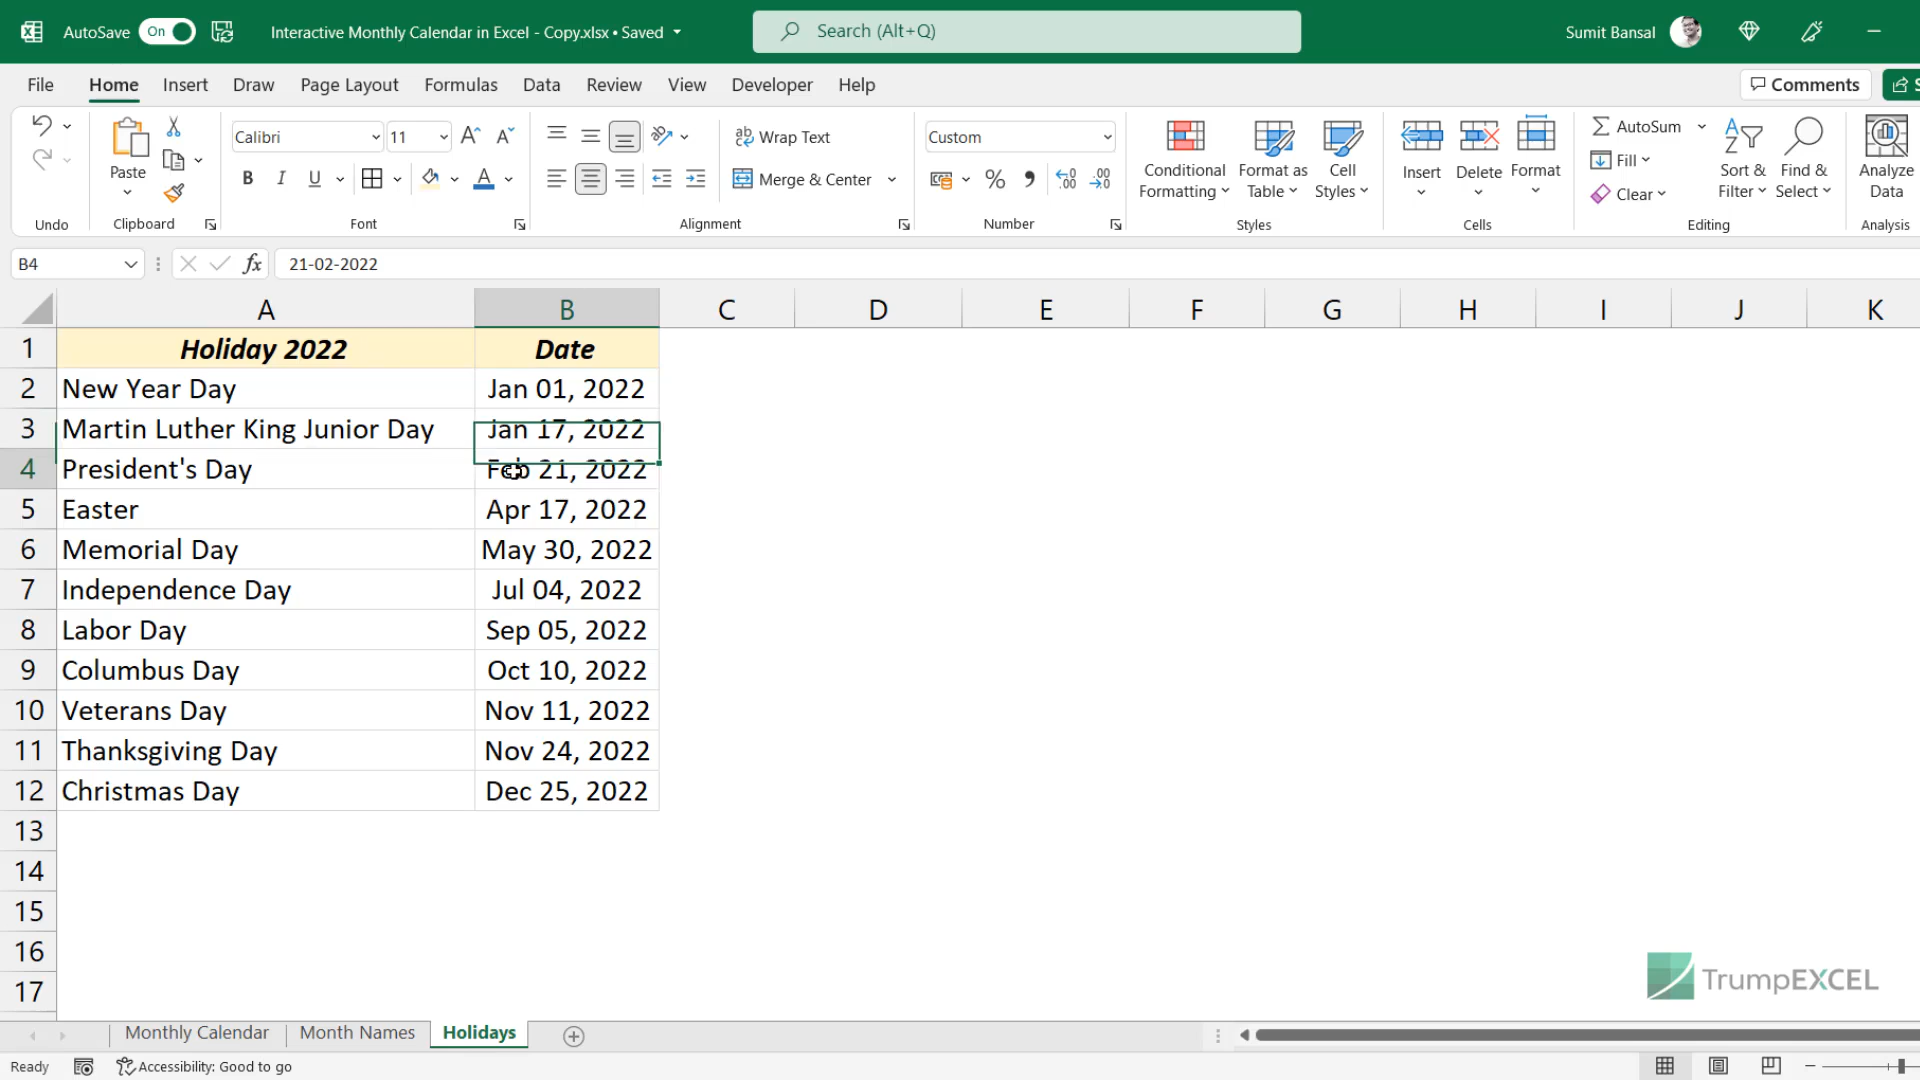 AutoSave On Interactive Monthly Calendar in Excel - Copy.xlsx • Saved Search (Alt+Q) Sumit Bansal
File Home Insert Draw Page Layout Formulas Data Review View Developer Help Comments
Paste
Clipboard
Undo
Calibri 11
B I U A
Font
Wrap Text
Merge & Center
Alignment
Custom
Number
Conditional Formatting
Format as Table
Cell Styles
Styles
Insert Delete Format
Cells
AutoSum
Fill
Clear
Sort & Filter
Find & Select
Editing
Analyze Data
Analysis
B4 fx 21-02-2022
A B C D E F G H I J K
1 Holiday 2022 Date
2 New Year Day Jan 01, 2022
3 Martin Luther King Junior Day Jan 17, 2022
4 President's Day Feb 21, 2022
5 Easter Apr 17, 2022
6 Memorial Day May 30, 2022
7 Independence Day Jul 04, 2022
8 Labor Day Sep 05, 2022
9 Columbus Day Oct 10, 2022
10 Veterans Day Nov 11, 2022
11 Thanksgiving Day Nov 24, 2022
12 Christmas Day Dec 25, 2022
13
14
15
16
17
TrumpEXCEL
Monthly Calendar Month Names Holidays
Ready Accessibility: Good to go